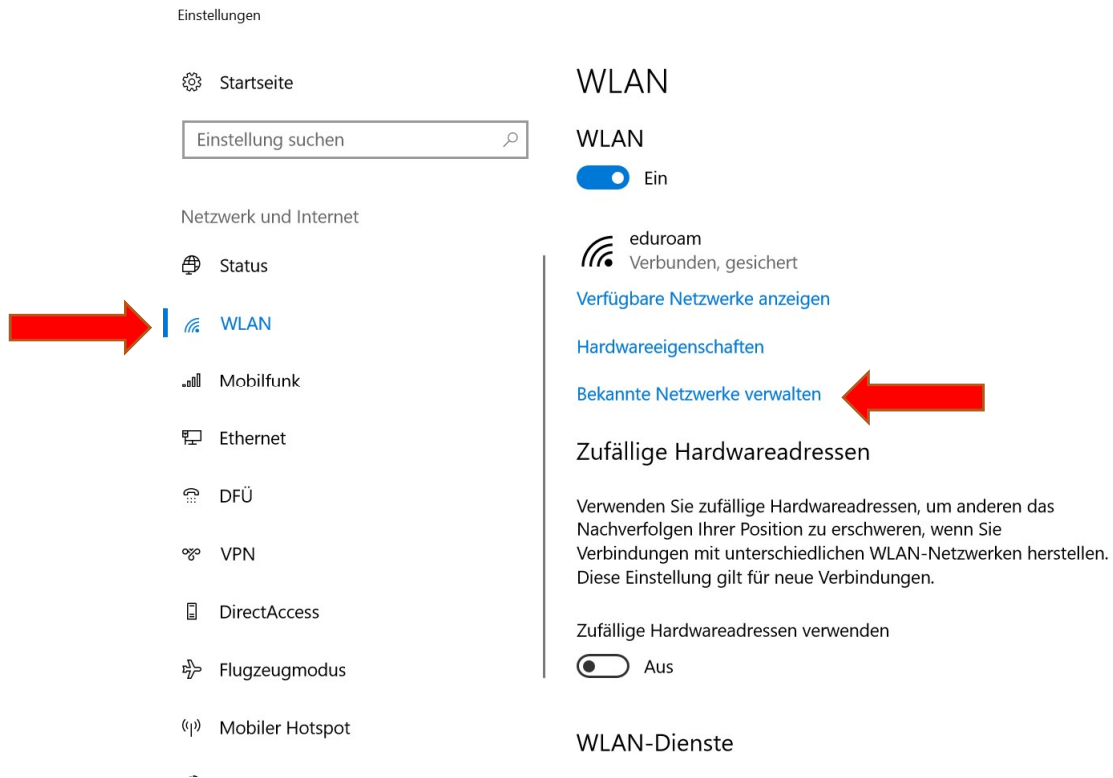 Einstellungen
Startseite
Einstellung suchen
Netzwerk und Internet
Status
WLAN
Mobilfunk
Ethernet
DFÜ
VPN
DirectAccess
Flugzeugmodus
Mobiler Hotspot
WLAN
WLAN
Ein
eduroam
Verbunden, gesichert
Verfügbare Netzwerke anzeigen
Hardwareeigenschaften
Bekannte Netzwerke verwalten
Zufällige Hardwareadressen
Verwenden Sie zufällige Hardwareadressen, um anderen das
Nachverfolgen Ihrer Position zu erschweren, wenn Sie
Verbindungen mit unterschiedlichen WLAN-Netzwerken herstellen.
Diese Einstellung gilt für neue Verbindungen.
Zufällige Hardwareadressen verwenden
Aus
WLAN-Dienste